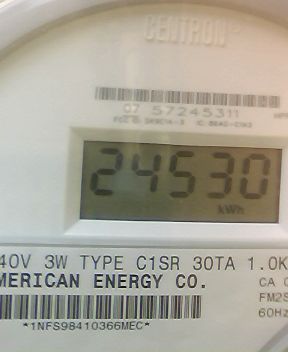 CENTRON
07 57245311
24530
kWh
40V 3W TYPE C1SR 30TA 1.0K
MERICAN ENERGY CO.
CA 0
FM2S
60Hz
*1NFS98410366MEC*